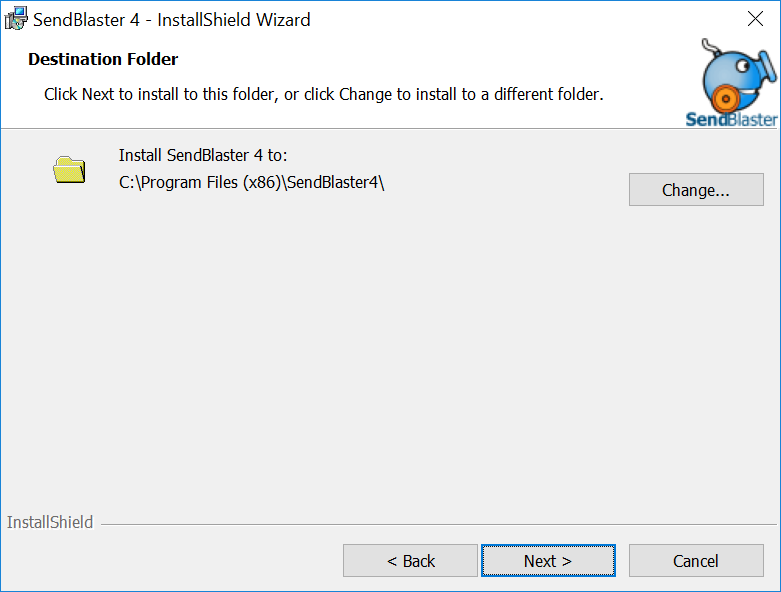 SendBlaster 4 - InstallShield Wizard
Destination Folder
Click Next to install to this folder, or click Change to install to a different folder.
SendBlaster
Install SendBlaster 4 to:
C:\Program Files (x86)\SendBlaster4\
Change...
InstallShield
< Back
Next >
Cancel